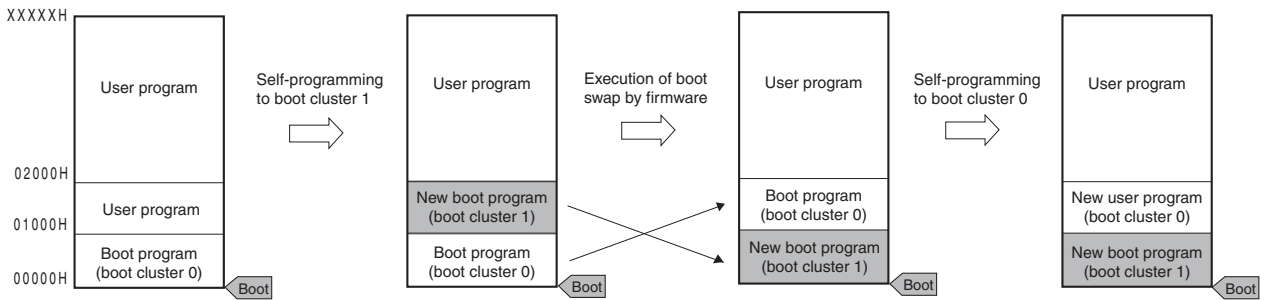 XXXXXH
User program
Self-programming
to boot cluster 1
User program
Execution of boot
swap by firmware
User program
Self-programming
to boot cluster 0
User program
02000H
User program
01000H
Boot program
(boot cluster 0)
00000H
Boot
New boot program
(boot cluster 1)
Boot program
(boot cluster 0)
Boot
Boot program
(boot cluster 0)
New boot program
(boot cluster 1)
Boot
New user program
(boot cluster 0)
New boot program
(boot cluster 1)
Boot